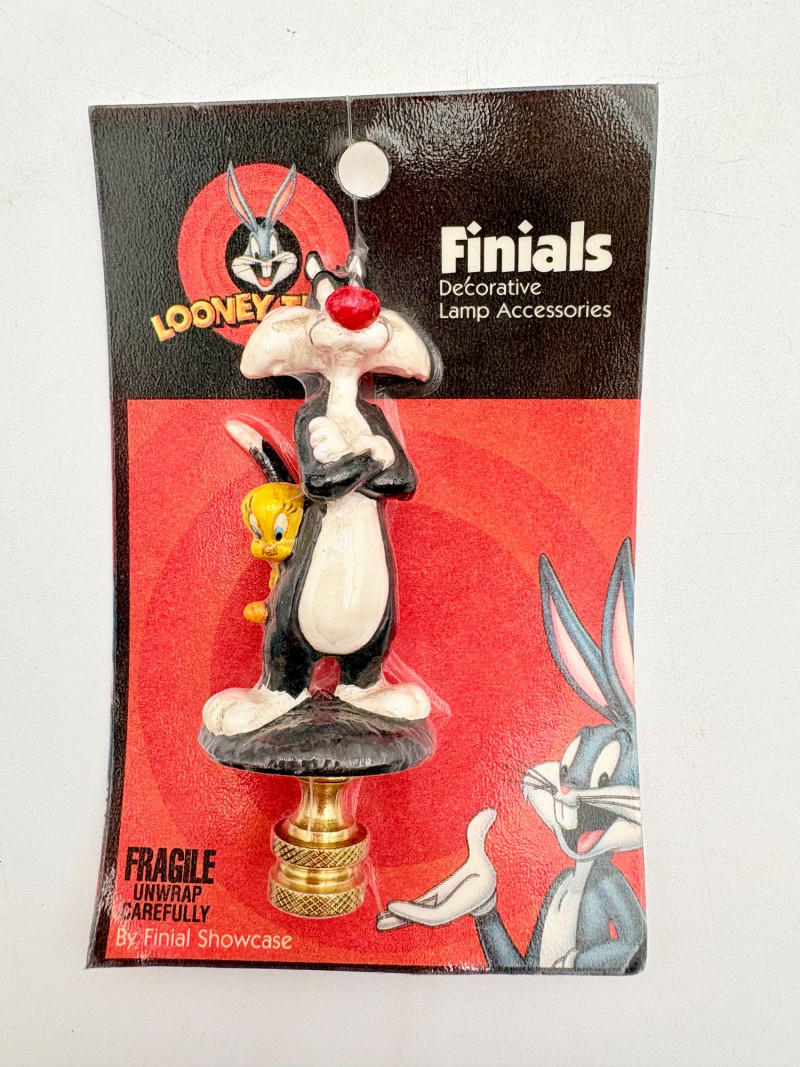 LOONEY
Finials
Decorative
Lamp Accessories
FRAGILE
UNWRAP
CAREFULLY
By Finial Showcase